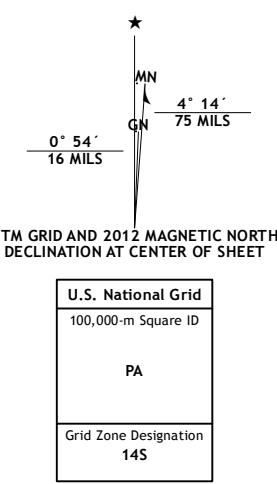 MN
GN
4° 14´
75 MILS
0° 54´
16 MILS
TM GRID AND 2012 MAGNETIC NORTH
DECLINATION AT CENTER OF SHEET
U.S. National Grid
100,000-m Square ID
PA
Grid Zone Designation
14S